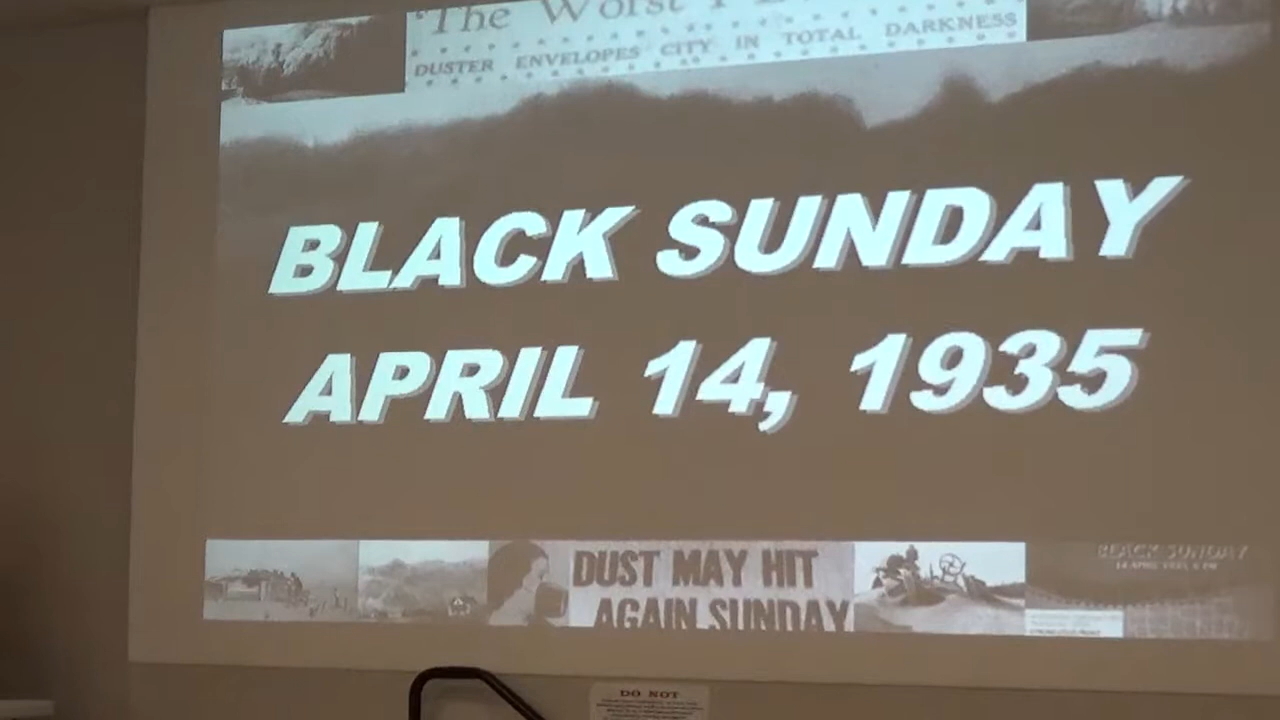 The Worst
DUSTER ENVELOPES CITY IN TOTAL DARKNESS
BLACK SUNDAY
APRIL 14, 1935
DUST MAY HIT
AGAIN SUNDAY
BLACK SUNDAY
DO NOT